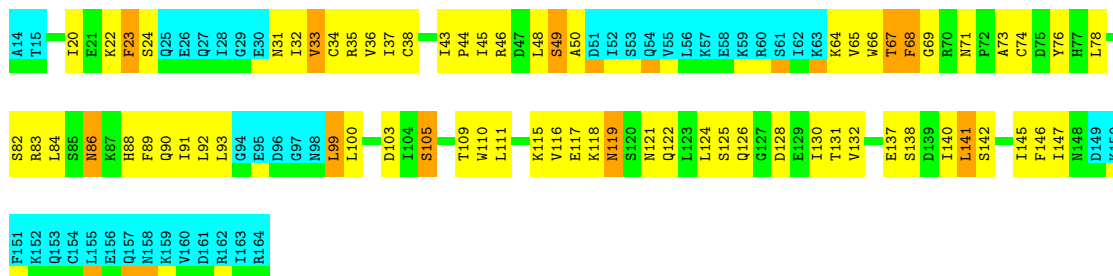 A14 T15 I20 E21 K22 F23 S24 Q25 E26 Q27 I28 G29 E30 N31 I32 V33 C34 R35 V36 I37 C38 I43 P44 I45 R46 D47 L48 S49 A50 D51 I52 S53 Q54 V55 L56 K57 E58 K59 R60 S61 I62 K63 K64 V65 W66 T67 F68 G69 R70 N71 P72 A73 C74 D75 Y76 H77 L78
S82 R83 L84 S85 N86 K87 H88 F89 Q90 I91 L92 L93 G94 E95 D96 G97 N98 L99 L100 D103 I104 S105 T109 W110 L111 K115 V116 E117 K118 N119 S120 N121 Q122 L123 L124 S125 Q126 G127 D128 E129 I130 T131 V132 E137 S138 D139 I140 L141 S142 I145 F146 I147 N148 D149
F151 K152 Q153 C154 L155 E156 Q157 N158 K159 V160 D161 R162 I163 R164